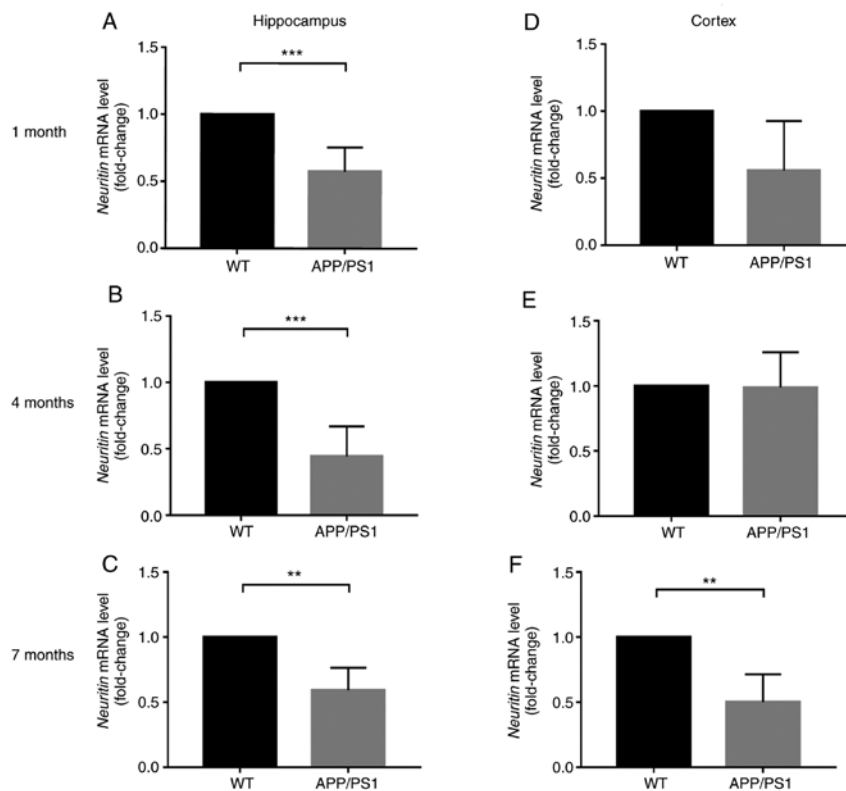 A
Hippocampus
1 month
Neuritin mRNA level
(fold-change)
1.5
1.0
0.5
0.0
***
WT
APP/PS1
D
Cortex
Neuritin mRNA level
(fold-change)
1.5
1.0
0.5
0.0
WT
APP/PS1
B
4 months
Neuritin mRNA level
(fold-change)
1.5
1.0
0.5
0.0
***
WT
APP/PS1
E
Neuritin mRNA level
(fold-change)
1.5
1.0
0.5
0.0
WT
APP/PS1
C
7 months
Neuritin mRNA level
(fold-change)
1.5
1.0
0.5
0.0
**
WT
APP/PS1
F
Neuritin mRNA level
(fold-change)
1.5
1.0
0.5
0.0
**
WT
APP/PS1